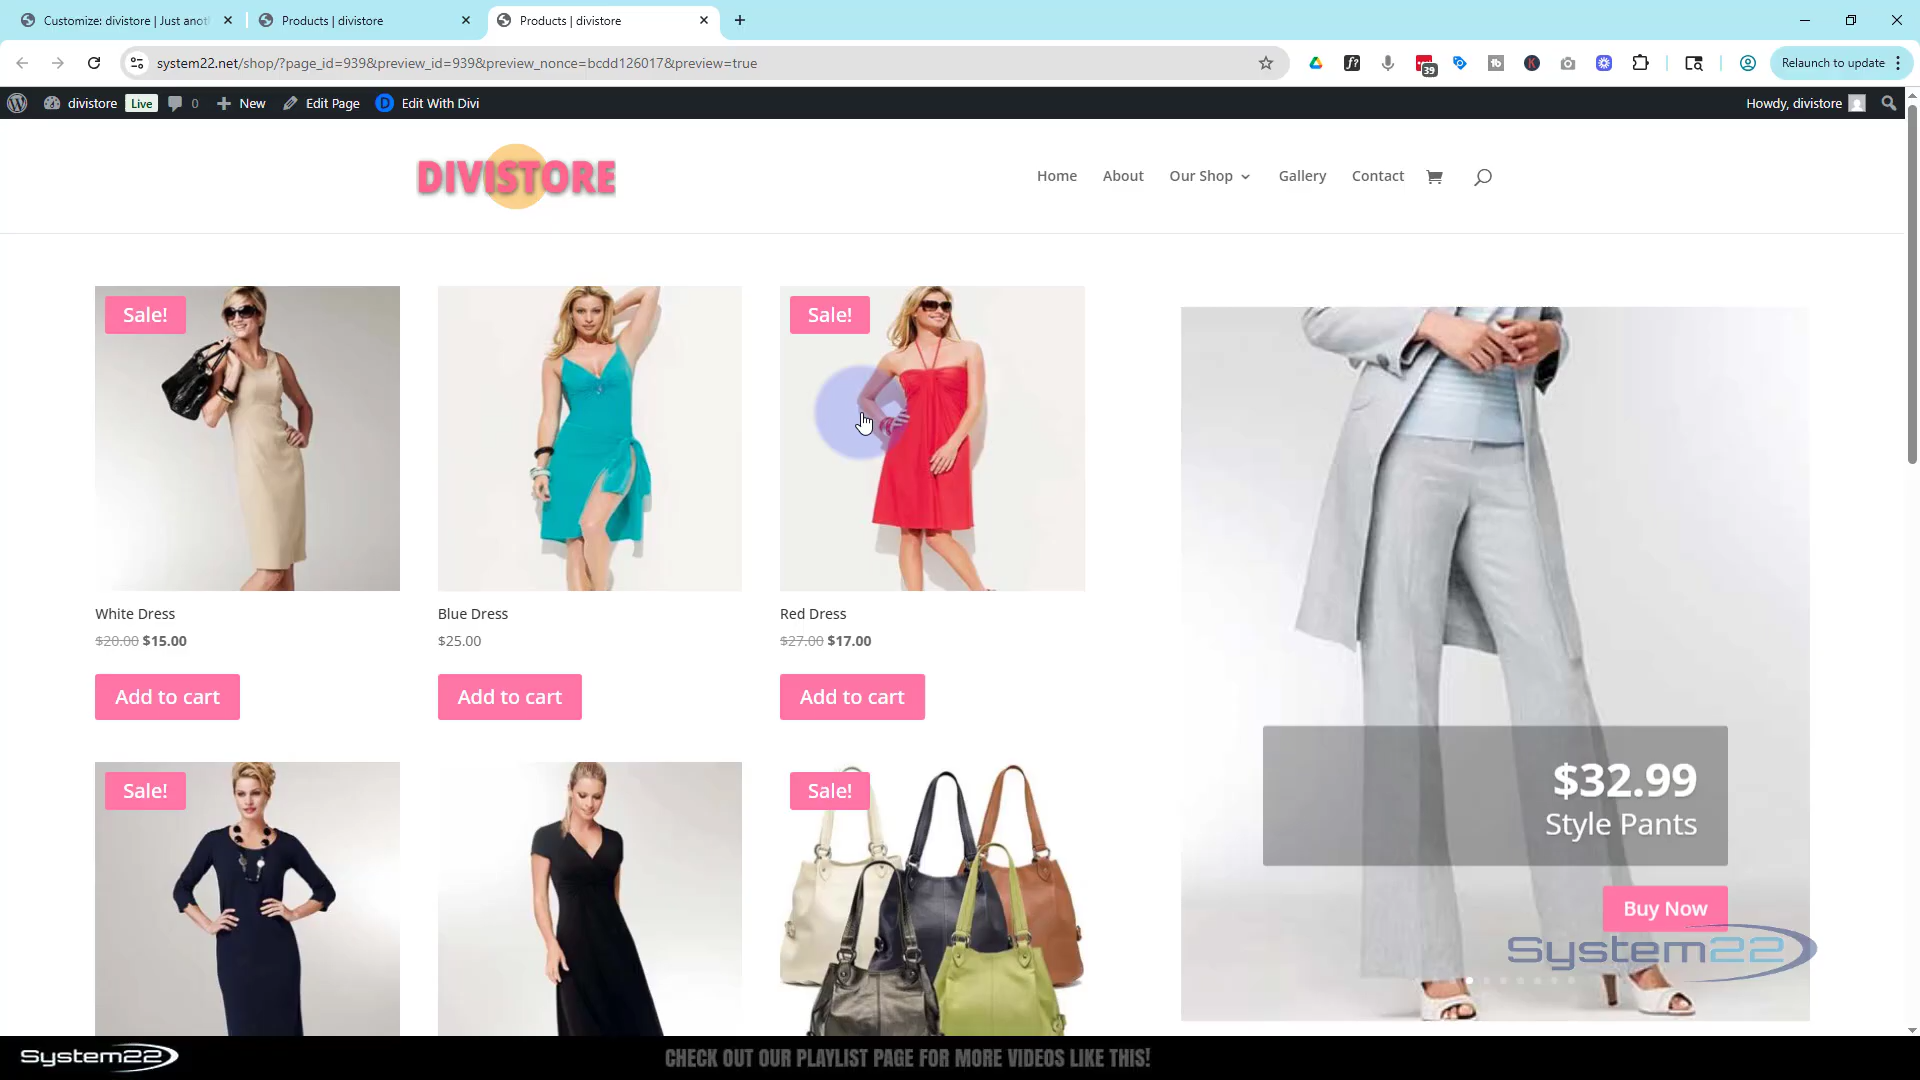 Customize: divistore | Just anot
Products | divistore
Products | divistore
system22.net/shop/?page_id=939&preview_id=939&preview_nonce=bcdd126017&preview=true
39
Relaunch to update
divistore
Live
0
New
Edit Page
Edit With Divi
Howdy, divistore
DIVISTORE
Home
About
Our Shop
Gallery
Contact
Sale!
Sale!
White Dress
$20.00 $15.00
Add to cart
Blue Dress
$25.00
Add to cart
Red Dress
$27.00 $17.00
Add to cart
Sale!
Sale!
$32.99
Style Pants
Buy Now
System22
System22
CHECK OUT OUR PLAYLIST PAGE FOR MORE VIDEOS LIKE THIS!